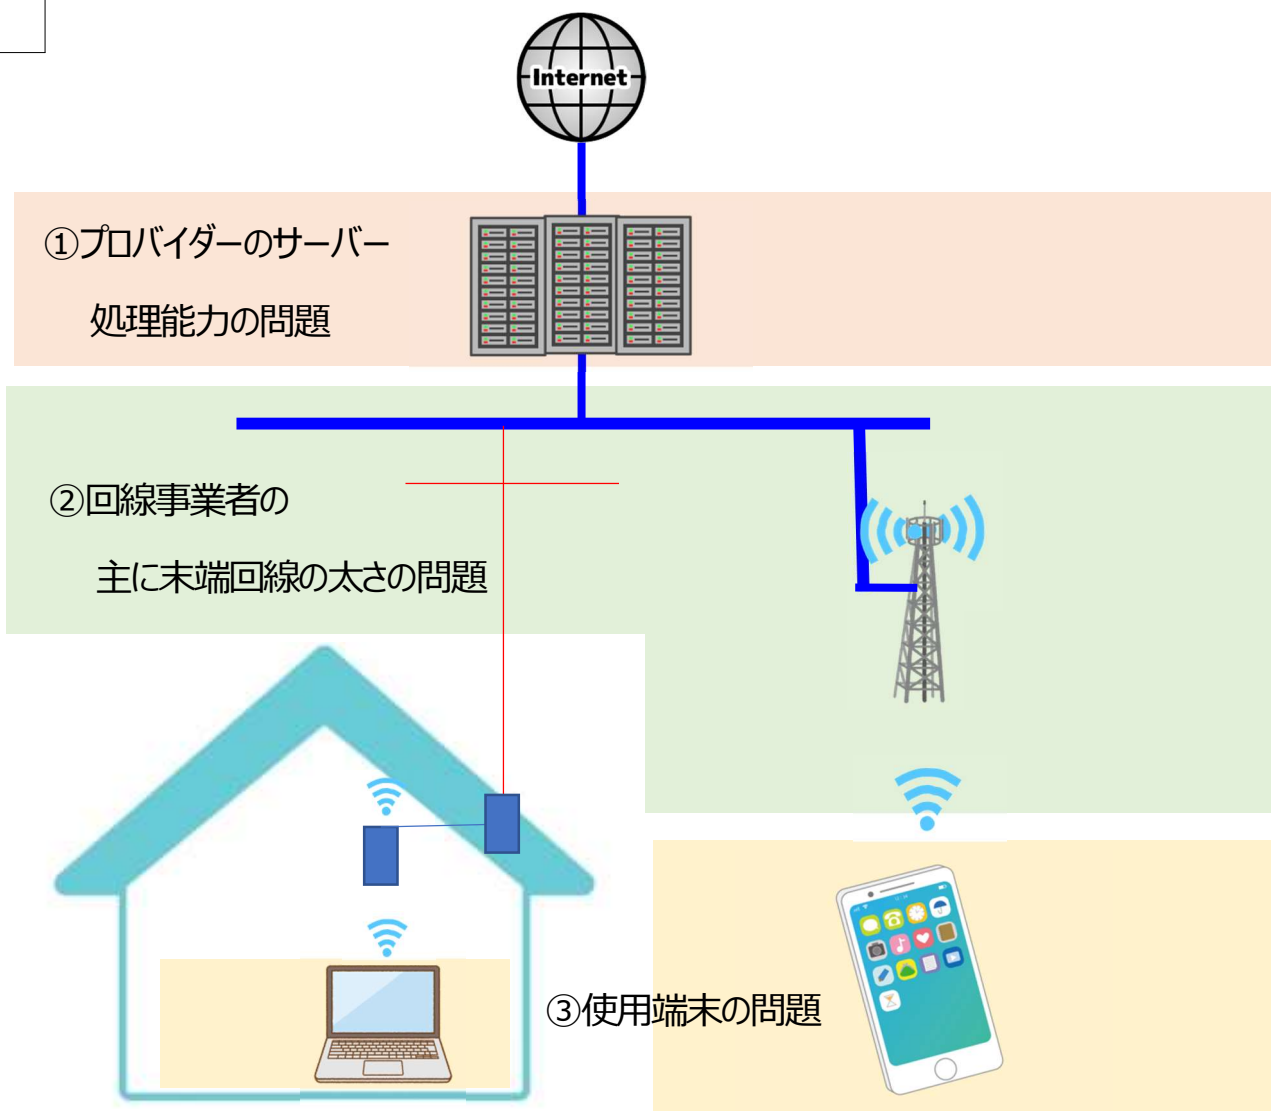 Internet
①プロバイダーのサーバー
処理能力の問題
②回線事業者の
主に末端回線の太さの問題
③使用端末の問題